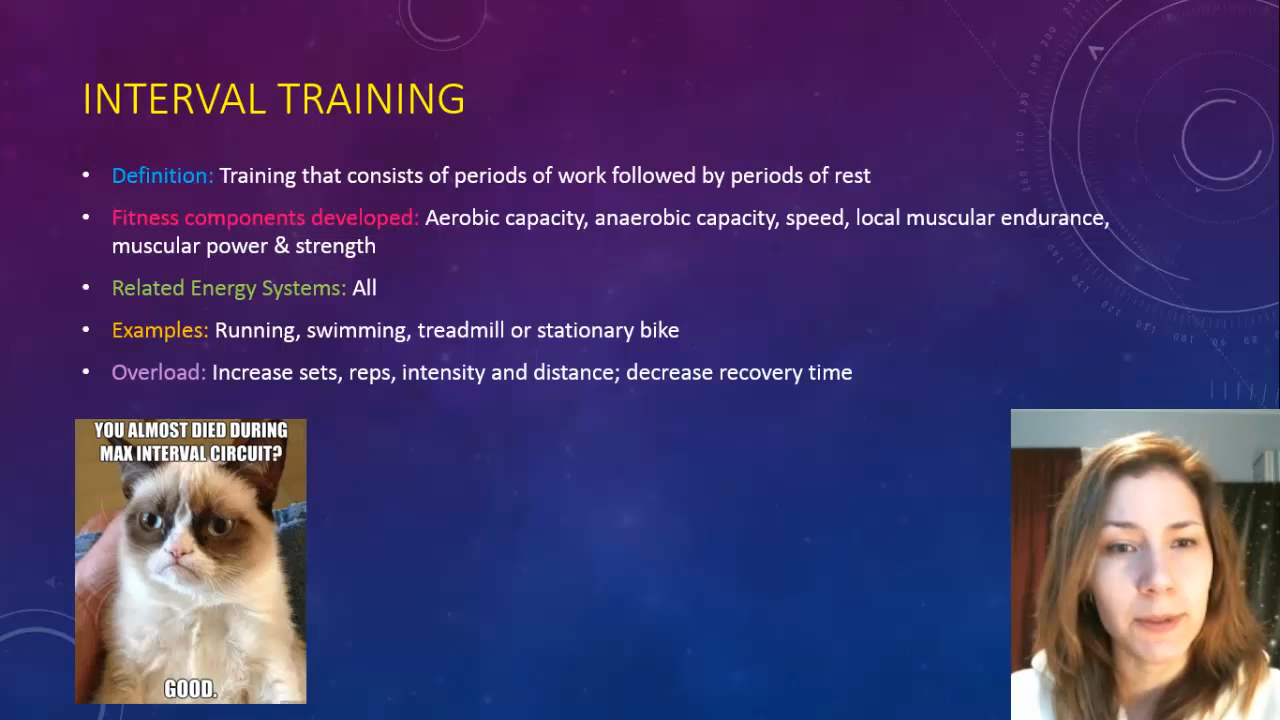 INTERVAL TRAINING
• Definition: Training that consists of periods of work followed by periods of rest
• Fitness components developed: Aerobic capacity, anaerobic capacity, speed, local muscular endurance,
muscular power & strength
• Related Energy Systems: All
• Examples: Running, swimming, treadmill or stationary bike
• Overload: Increase sets, reps, intensity and distance; decrease recovery time
YOU ALMOST DIED DURING
MAX INTERVAL CIRCUIT?
GOOD.